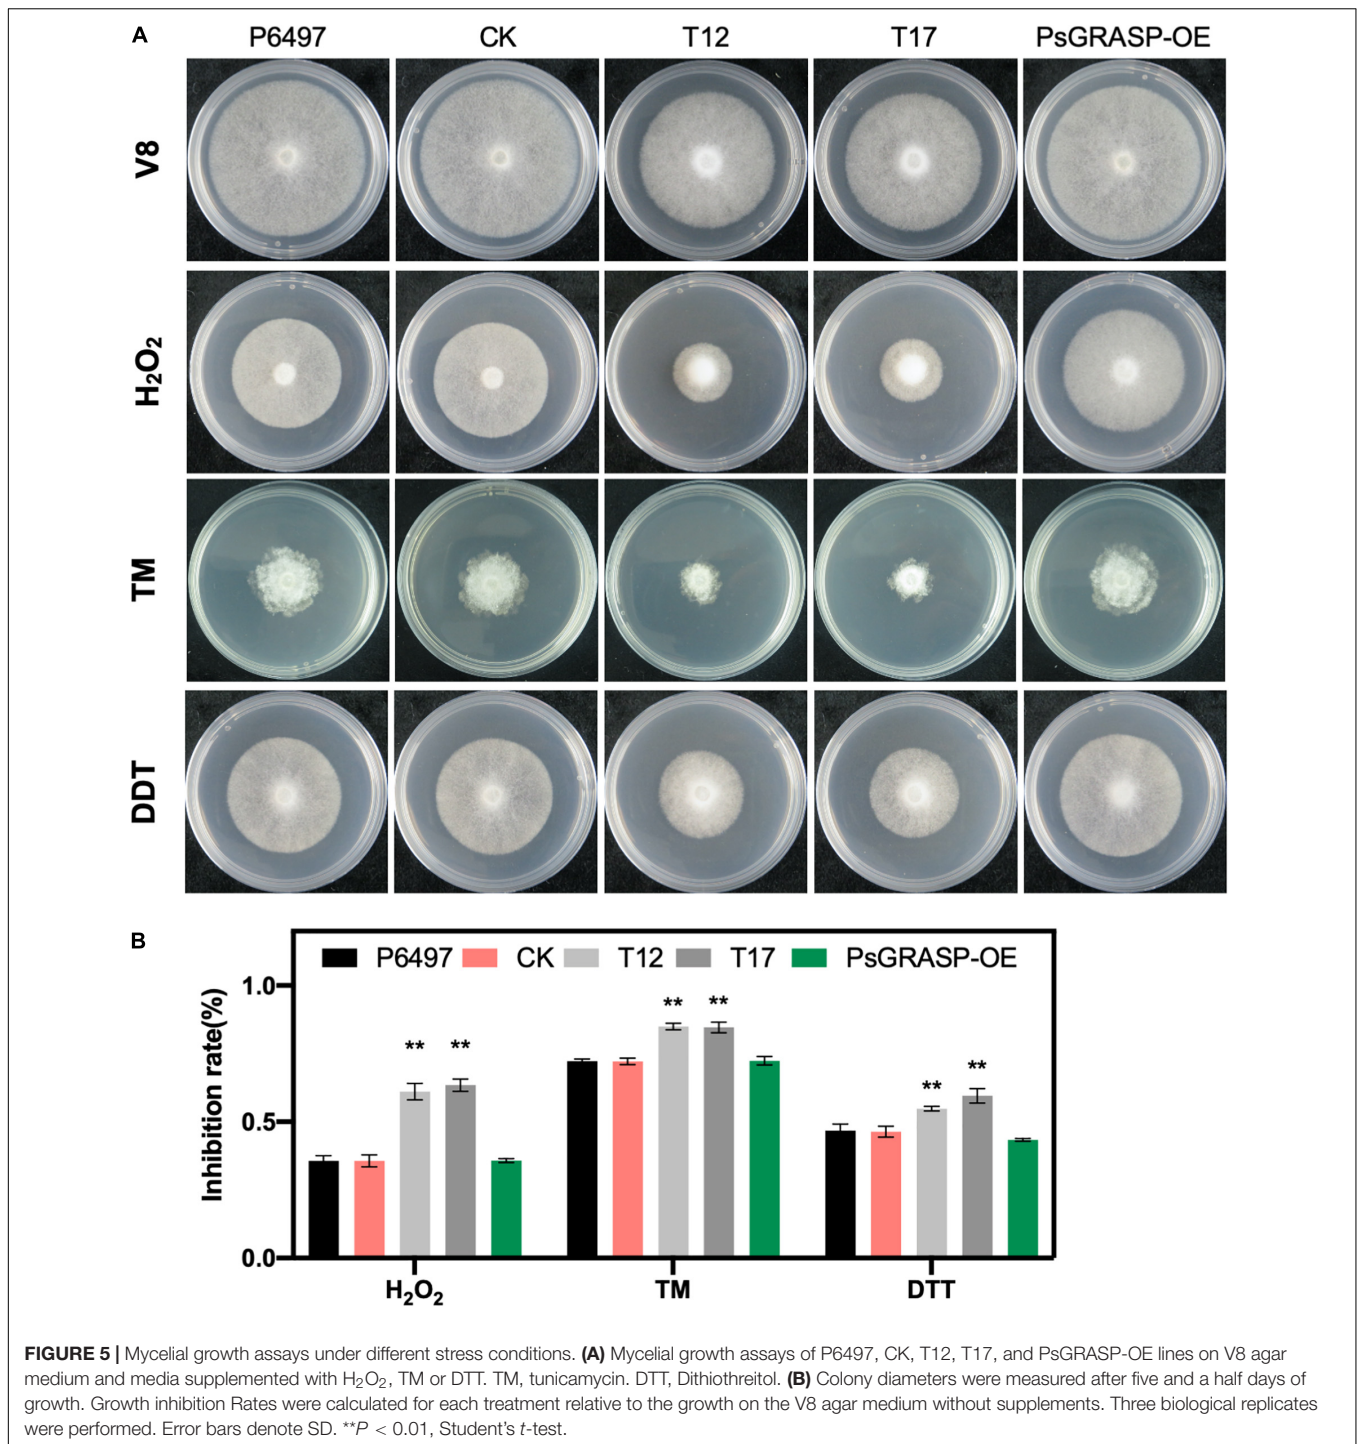 A
P6497 CK T12 T17 PsGRASP-OE
V8
H₂O₂
TM
DDT
B
P6497 CK T12 T17 PsGRASP-OE
Inhibition rate(%)
1.0
0.5
0.0
** **
** **
** **
H₂O₂ TM DTT
FIGURE 5 | Mycelial growth assays under different stress conditions. (A) Mycelial growth assays of P6497, CK, T12, T17, and PsGRASP-OE lines on V8 agar
medium and media supplemented with H₂O₂, TM or DTT. TM, tunicamycin. DTT, Dithiothreitol. (B) Colony diameters were measured after five and a half days of
growth. Growth inhibition Rates were calculated for each treatment relative to the growth on the V8 agar medium without supplements. Three biological replicates
were performed. Error bars denote SD. **P < 0.01, Student's t-test.